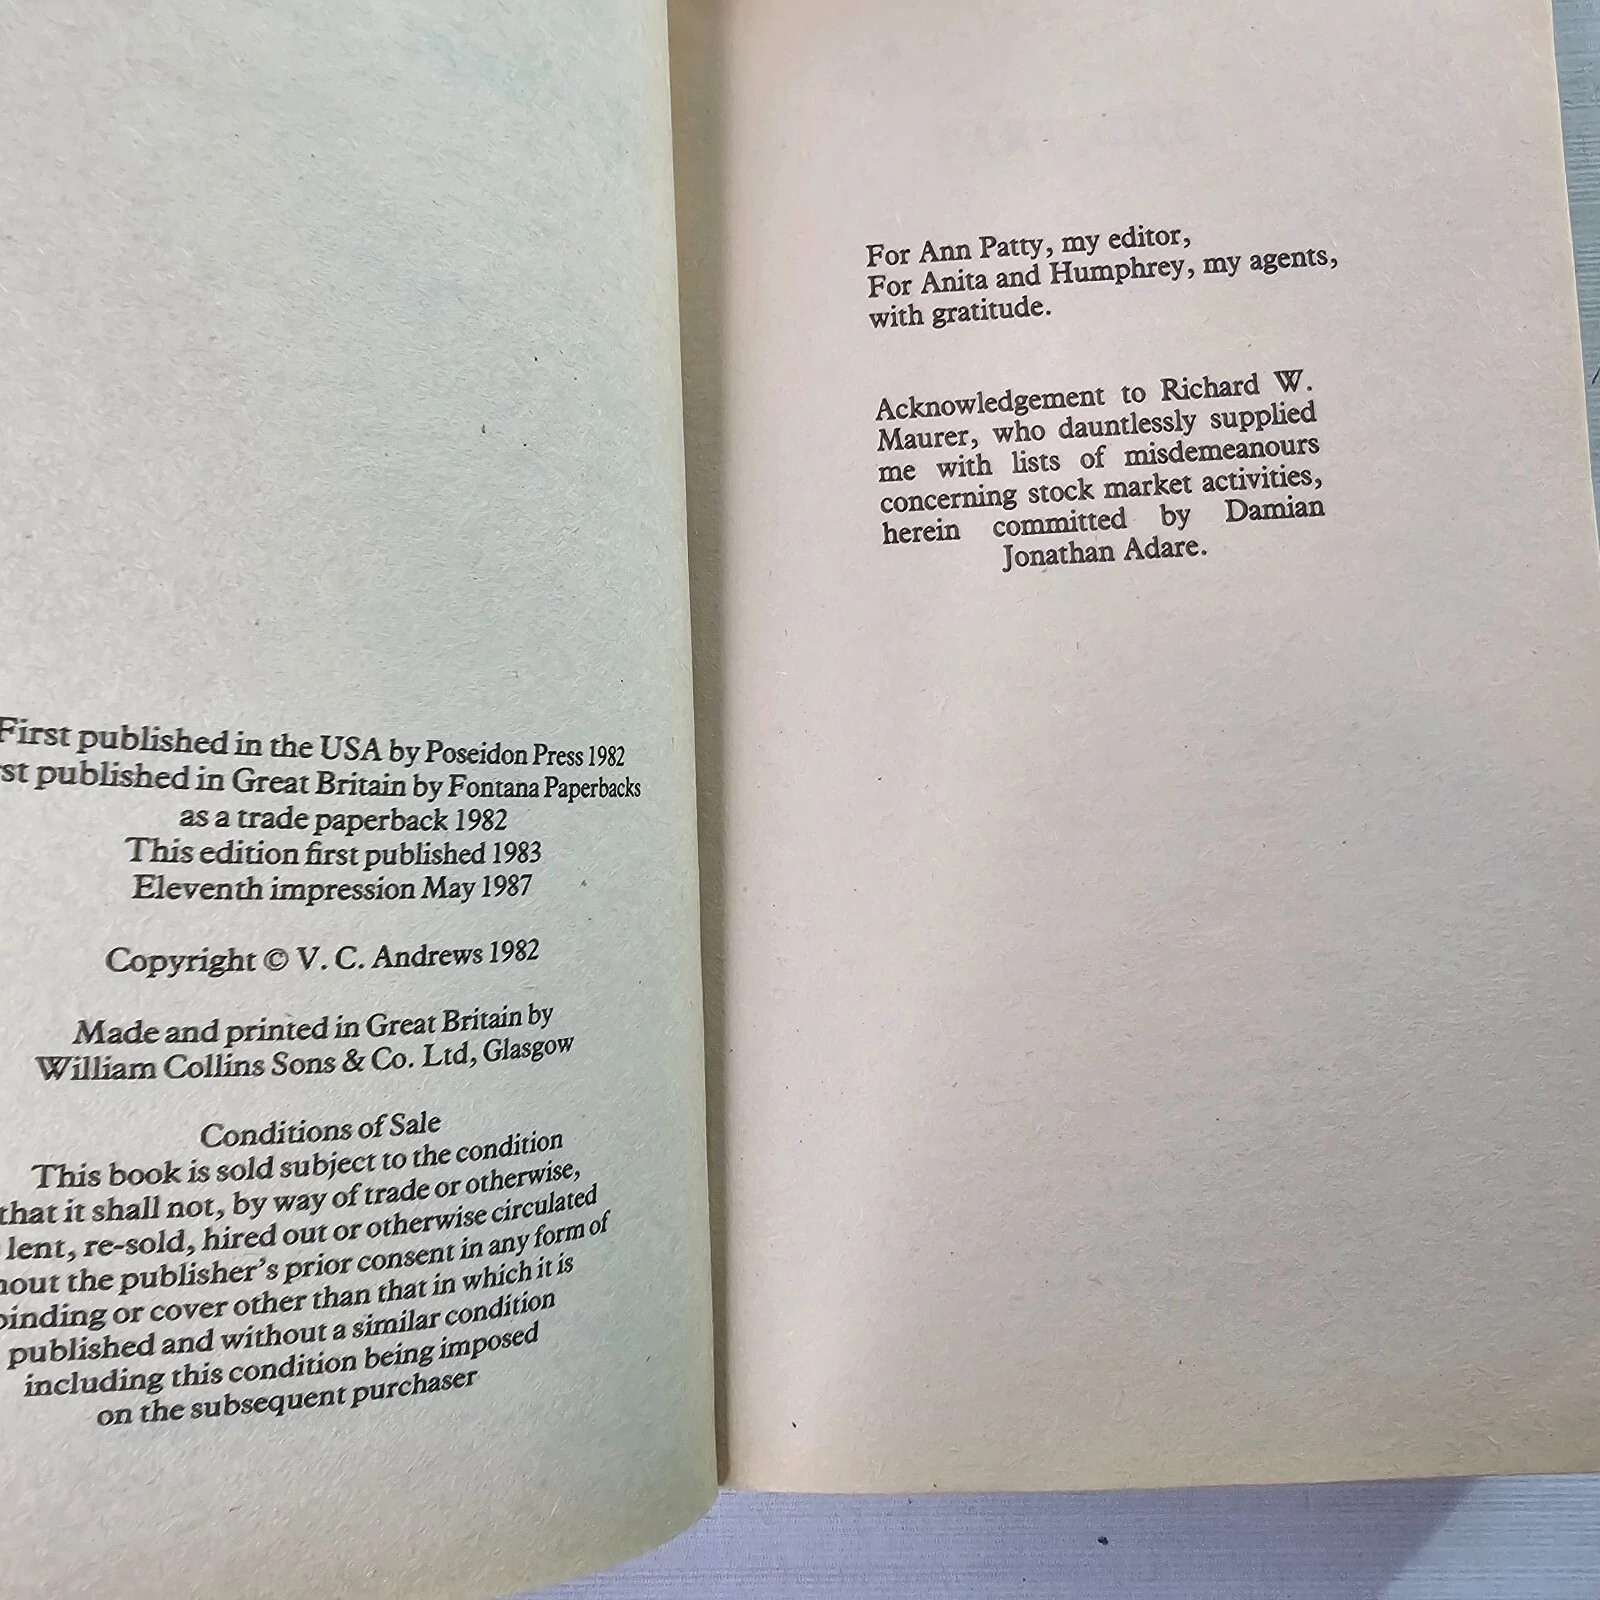 First published in the USA by Poseidon Press 1982
published in Great Britain by Fontana Paperbacks
as a trade paperback 1982
This edition first published 1983
Eleventh impression May 1987
Copyright © V. C. Andrews 1982
Made and printed in Great Britain by
William Collins Sons & Co. Ltd, Glasgow
Conditions of Sale
This book is sold subject to the condition
that it shall not, by way of trade or otherwise,
lent, re-sold, hired out or otherwise circulated
the publisher's prior consent in any form of
binding or cover other than that in which it is
published and without a similar condition
including this condition being imposed
on the subsequent purchaser
For Ann Patty, my editor,
For Anita and Humphrey, my agents,
with gratitude.
Acknowledgement to Richard W.
Maurer, who dauntlessly supplied
me with lists of misdemeanours
concerning stock market activities,
herein committed by Damian
Jonathan Adare.